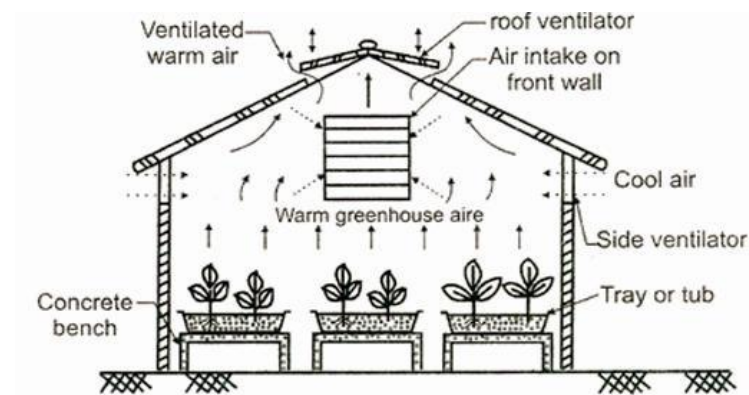 Ventilated
warm air
roof ventilator
Air intake on
front wall
Cool air
Warm greenhouse aire
Side ventilator
Concrete
bench
Tray or tub